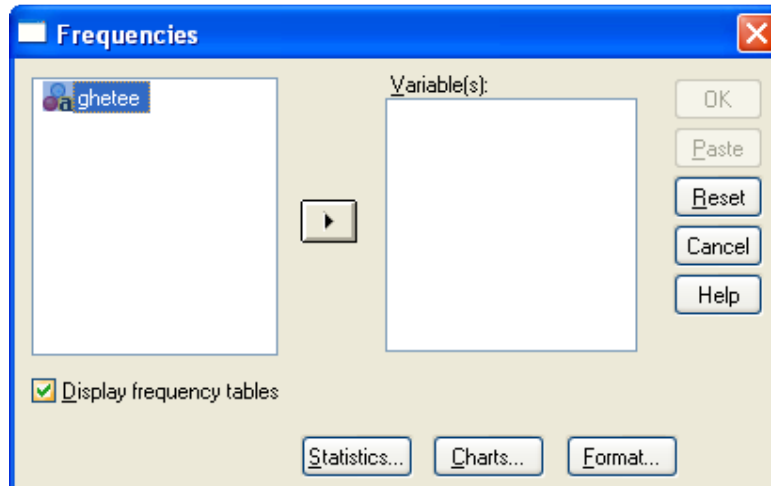 Frequencies
ghetee
Variable(s):
OK
Paste
Reset
Cancel
Help
Display frequency tables
Statistics...
Charts...
Format...